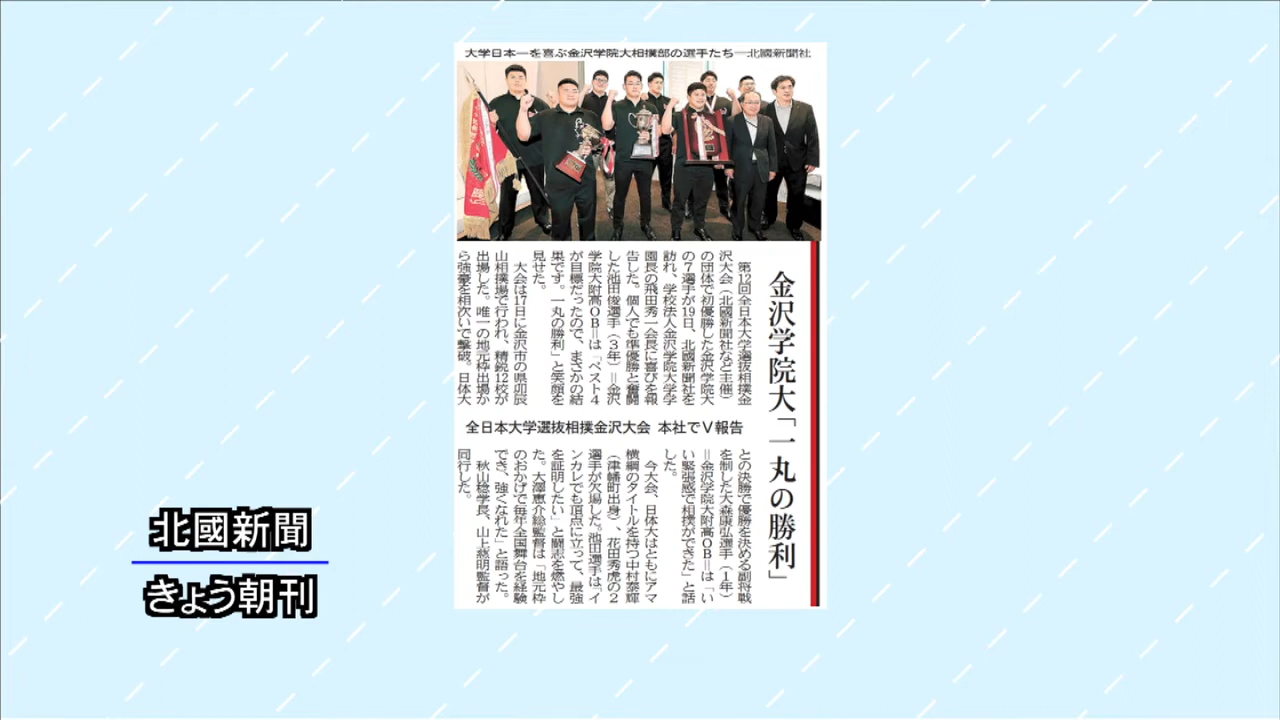 大学日本一を喜ぶ金沢学院大相撲部の選手たち―北國新聞社
金沢学院大「一丸の勝利」
全日本大学選抜相撲金沢大会 本社でV報告
第12回全日本大学選抜相撲金
沢大会（北國新聞社など主催）
の団体で初優勝した金沢学院大
の7選手が19日、北國新聞社を
訪れ、学校法人金沢学院大学学
園長の飛田秀一会長に喜びを報
告した。個人でも準優勝と奮闘
した池田俊選手（3年）＝金沢
学院大附高OB＝は「ベスト4
が目標だったので、まさかの結
果です。一丸の勝利」と笑顔を
見せた。
大会は17日に金沢市の県卯辰
山相撲場で行われ、精鋭12校が
出場した。唯一の地元枠出場か
ら強豪を相次いで撃破。日体大
との決勝で優勝を決める副将戦
を制した大森康弘選手（1年）
＝金沢学院大附高OB＝は「い
い緊張感で相撲ができた」と話
した。
今大会、日体大はともにアマ
横綱のタイトルを持つ中村泰輝
（津幡町出身）、花田秀虎の2
選手が欠場した。池田選手は「イ
ンカレでも頂点に立って、最強
を証明したい」と闘志を燃やし
た。大澤恵介総監督は「地元枠
のおかげで毎年全国舞台を経験
でき、強くなれた」と語った。
秋山稔学長、山上慈明監督が
同行した。
北國新聞
きょう朝刊